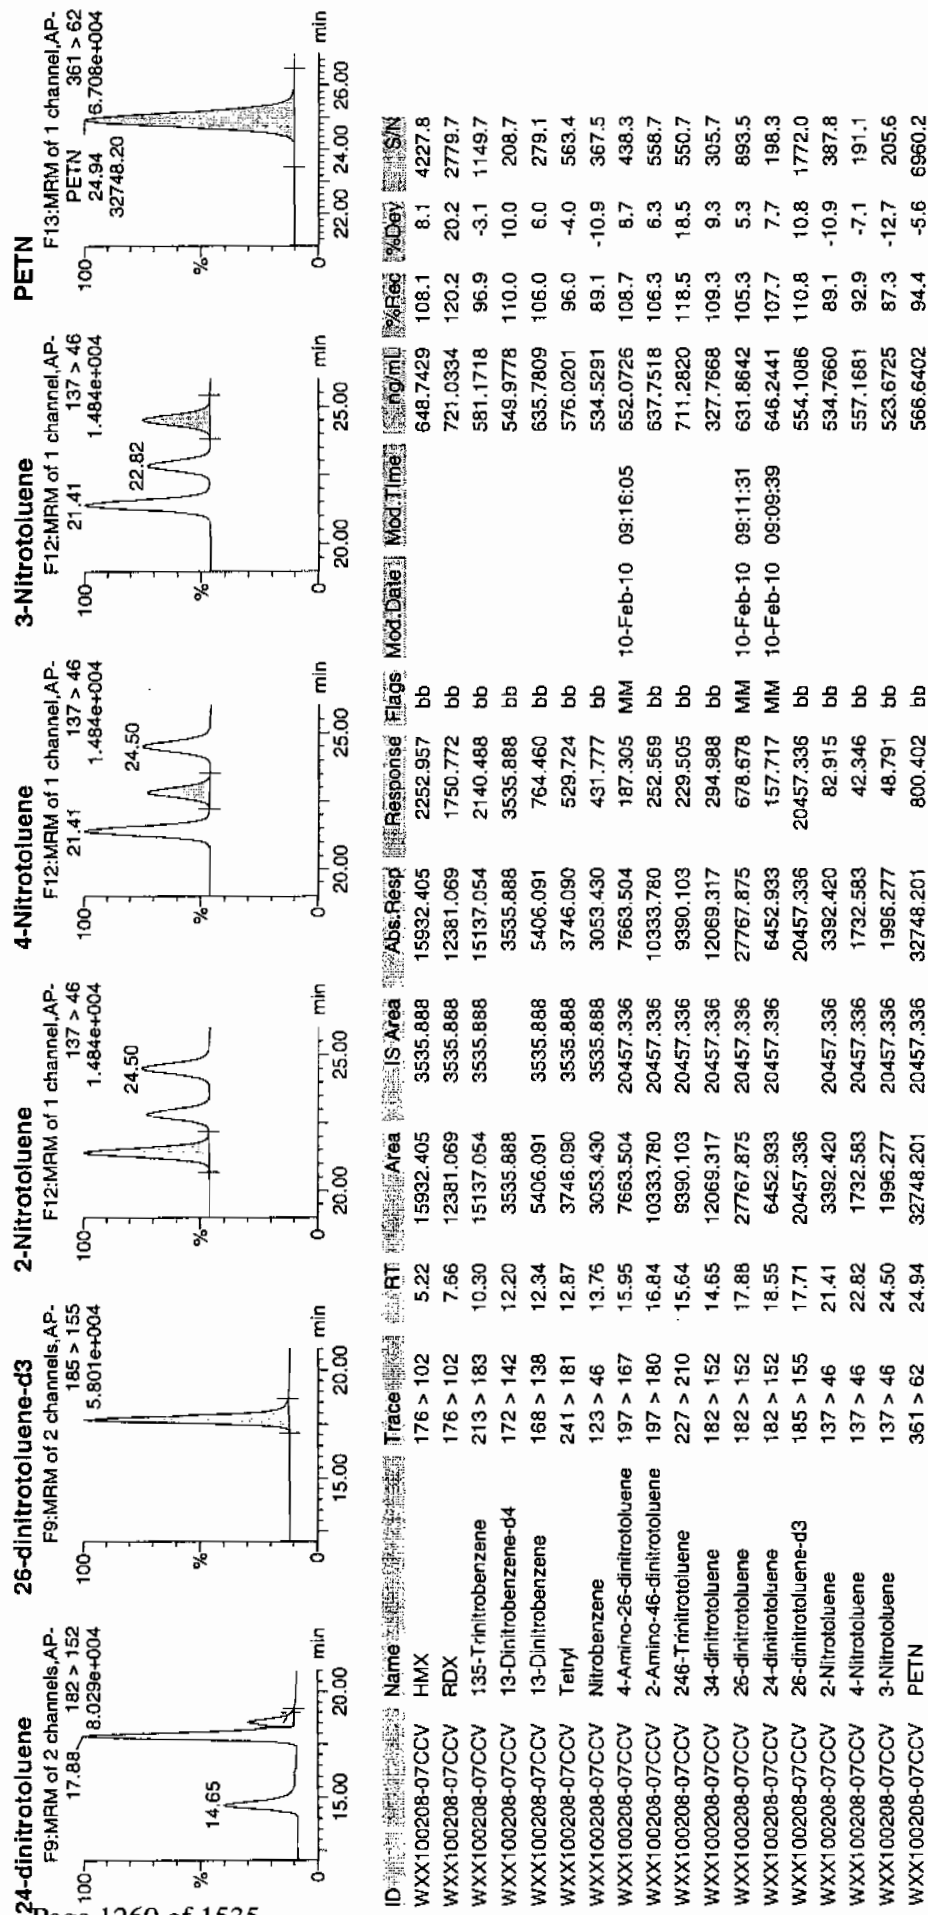 24-dinitrotoluene
F9:MRM of 2 channels,AP-
182 > 152
17.88
8.029e+004
100
%
14.65
0
min
15.00 20.00
26-dinitrotoluene-d3
F9:MRM of 2 channels,AP-
185 > 155
5.801e+004
100
%
0
min
15.00 20.00
2-Nitrotoluene
F12:MRM of 1 channel,AP-
137 > 46
1.484e+004
100
24.50
%
0
min
20.00 25.00
4-Nitrotoluene
F12:MRM of 1 channel,AP-
137 > 46
21.41
1.484e+004
100
24.50
%
0
min
20.00 25.00
3-Nitrotoluene
F12:MRM of 1 channel,AP-
137 > 46
21.41
1.484e+004
100
22.82
%
0
min
20.00 25.00
PETN
F13:MRM of 1 channel,AP-
PETN 361 > 62
24.94 6.708e+004
32748.20
100
%
0
min
22.00 24.00 26.00
ID Name Trace RT Area IS Area Abs.Resp Response Flags Mod.Date Mod.Time ng/mL %Rec %Dev S/N
WXX100208-07CCV HMX 176 > 102 5.22 15932.405 3535.888 15932.405 2252.957 bb 648.7429 108.1 8.1 4227.8
WXX100208-07CCV RDX 176 > 102 7.66 12381.069 3535.888 12381.069 1750.772 bb 721.0334 120.2 20.2 2779.7
WXX100208-07CCV 135-Trinitrobenzene 213 > 183 10.30 15137.054 3535.888 15137.054 2140.488 bb 581.1718 96.9 -3.1 1149.7
WXX100208-07CCV 13-Dinitrobenzene-d4 172 > 142 12.20 3535.888 3535.888 3535.888 bb 549.9778 110.0 10.0 208.7
WXX100208-07CCV 13-Dinitrobenzene 168 > 138 12.34 5406.091 3535.888 5406.091 764.460 bb 635.7809 106.0 6.0 279.1
WXX100208-07CCV Tetryl 241 > 181 12.87 3746.090 3535.888 3746.090 529.724 bb 576.0201 96.0 -4.0 563.4
WXX100208-07CCV Nitrobenzene 123 > 46 13.76 3053.430 3535.888 3053.430 431.777 bb 534.5291 89.1 -10.9 367.5
WXX100208-07CCV 4-Amino-26-dinitrotoluene 197 > 167 15.95 7663.504 20457.336 7663.504 187.305 MM 10-Feb-10 09:16:05 652.0726 108.7 8.7 438.3
WXX100208-07CCV 2-Amino-46-dinitrotoluene 197 > 180 16.84 10333.780 20457.336 10333.780 252.569 bb 637.7518 106.3 6.3 558.7
WXX100208-07CCV 246-Trinitrotoluene 227 > 210 15.64 9390.103 20457.336 9390.103 229.505 bb 711.2820 118.5 18.5 550.7
WXX100208-07CCV 34-dinitrotoluene 182 > 152 14.65 12069.317 20457.336 12069.317 294.988 bb 327.7668 109.3 9.3 305.7
WXX100208-07CCV 26-dinitrotoluene 182 > 152 17.88 27767.875 20457.336 27767.875 678.678 MM 10-Feb-10 09:11:31 631.8642 105.3 5.3 893.5
WXX100208-07CCV 24-dinitrotoluene 182 > 152 18.55 6452.933 20457.336 6452.933 157.717 MM 10-Feb-10 09:09:39 646.2441 107.7 7.7 198.3
WXX100208-07CCV 26-dinitrotoluene-d3 185 > 155 17.71 20457.336 20457.336 20457.336 bb 554.1086 110.8 10.8 1772.0
WXX100208-07CCV 2-Nitrotoluene 137 > 46 21.41 3392.420 20457.336 3392.420 82.915 bb 534.7660 89.1 -10.9 387.8
WXX100208-07CCV 4-Nitrotoluene 137 > 46 22.82 1732.583 20457.336 1732.583 42.346 bb 557.1681 92.9 -7.1 191.1
WXX100208-07CCV 3-Nitrotoluene 137 > 46 24.50 1996.277 20457.336 1996.277 48.791 bb 523.6725 87.3 -12.7 205.6
WXX100208-07CCV PETN 361 > 62 24.94 32748.201 20457.336 32748.201 800.402 bb 566.6402 94.4 -5.6 6960.2